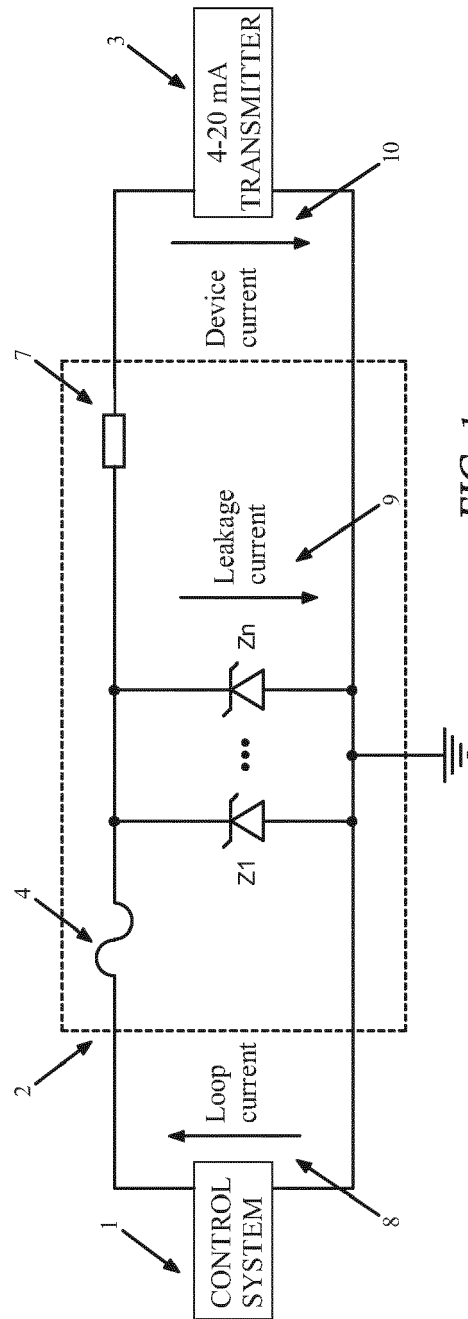 1
CONTROL
SYSTEM
8
Loop
current
2
4
Z1
Zn
Leakage
current
9
7
Device
current
10
3
4-20 mA
TRANSMITTER
FIG. 1